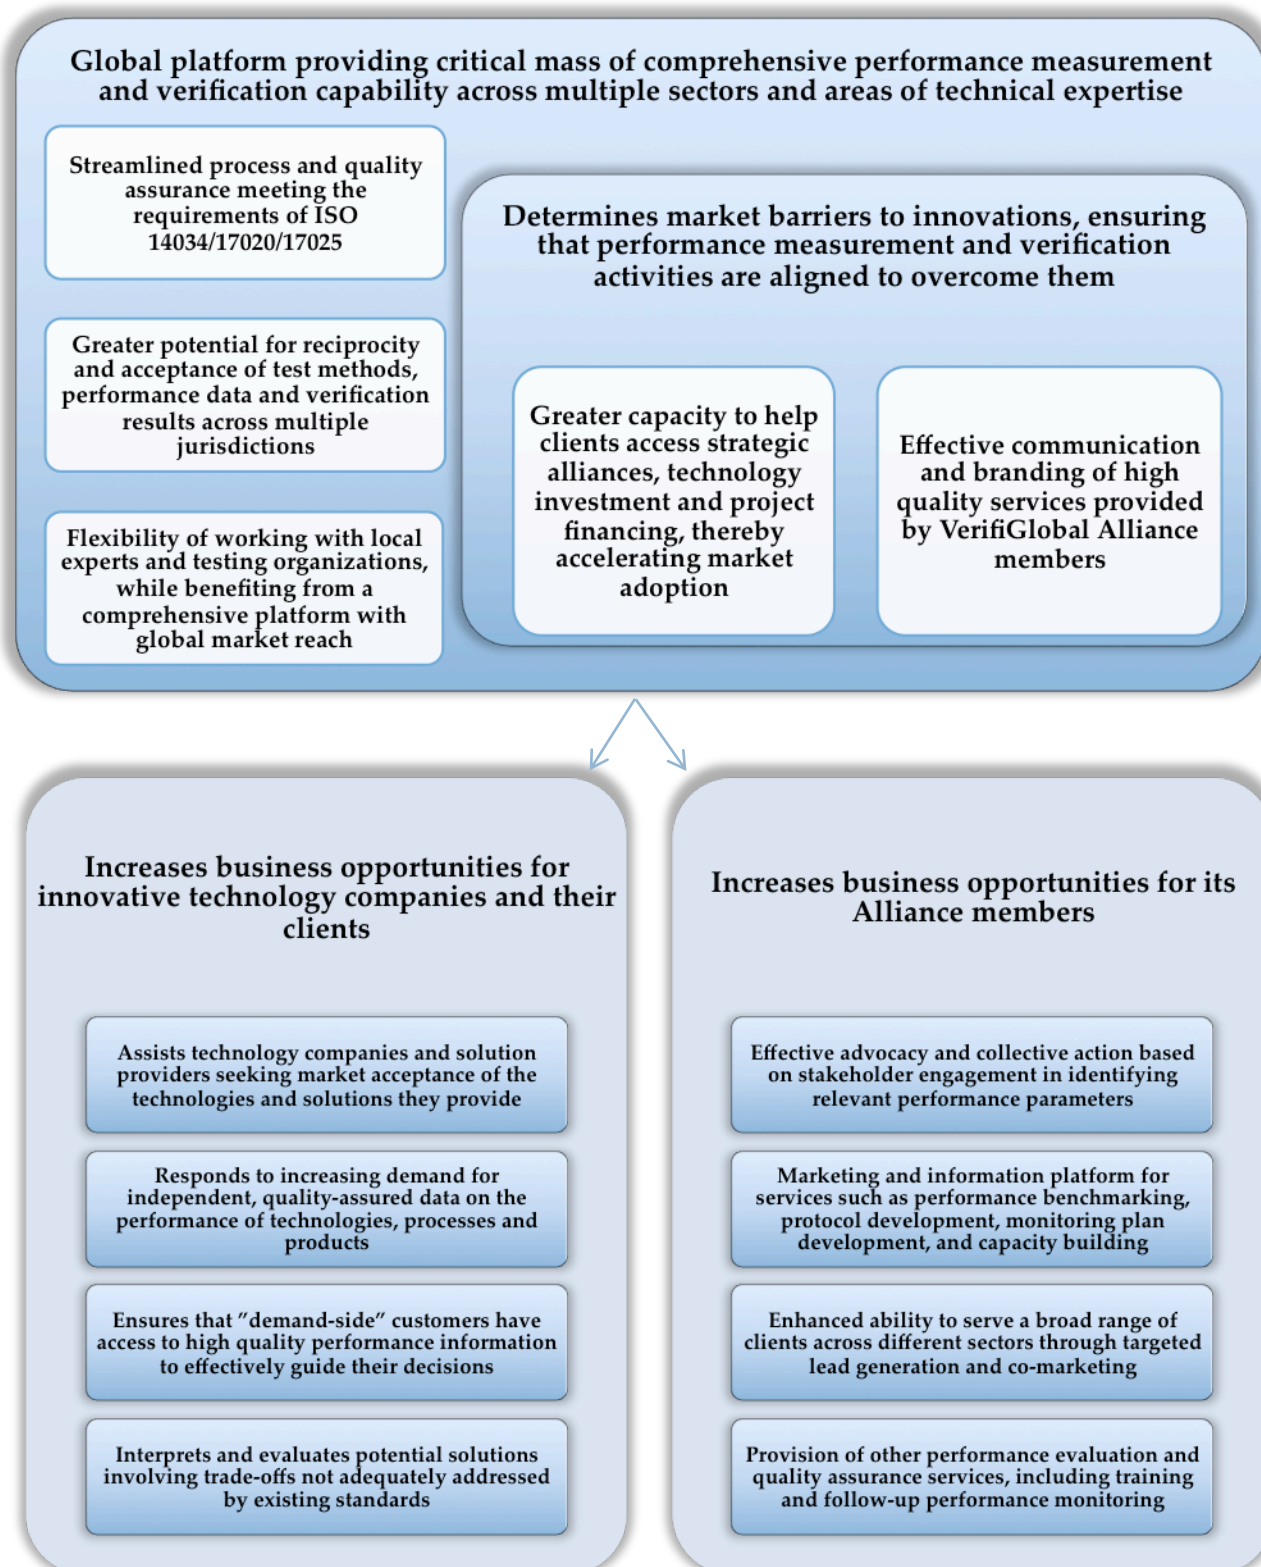 Global platform providing critical mass of comprehensive performance measurement
and verification capability across multiple sectors and areas of technical expertise
Streamlined process and quality
assurance meeting the
requirements of ISO
14034/17020/17025
Greater potential for reciprocity
and acceptance of test methods,
performance data and verification
results across multiple
jurisdictions
Flexibility of working with local
experts and testing organizations,
while benefiting from a
comprehensive platform with
global market reach
Determines market barriers to innovations, ensuring
that performance measurement and verification
activities are aligned to overcome them
Greater capacity to help
clients access strategic
alliances, technology
investment and project
financing, thereby
accelerating market
adoption
Effective communication
and branding of high
quality services provided
by VerifiGlobal Alliance
members
Increases business opportunities for
innovative technology companies and their
clients
Assists technology companies and solution
providers seeking market acceptance of the
technologies and solutions they provide
Responds to increasing demand for
independent, quality-assured data on the
performance of technologies, processes and
products
Ensures that "demand-side" customers have
access to high quality performance information
to effectively guide their decisions
Interprets and evaluates potential solutions
involving trade-offs not adequately addressed
by existing standards
Increases business opportunities for its
Alliance members
Effective advocacy and collective action based
on stakeholder engagement in identifying
relevant performance parameters
Marketing and information platform for
services such as performance benchmarking,
protocol development, monitoring plan
development, and capacity building
Enhanced ability to serve a broad range of
clients across different sectors through targeted
lead generation and co-marketing
Provision of other performance evaluation and
quality assurance services, including training
and follow-up performance monitoring